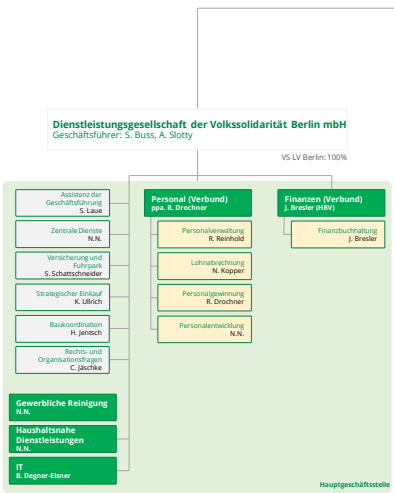 Dienstleistungsgesellschaft der Volkssolidarität Berlin mbH
Geschäftsführer: S. Buss, A. Slotty
VS LV Berlin: 100%
Assistenz der
Geschäftsführung
S. Laue
Zentrale Dienste
N.N.
Versicherung und
Fuhrpark
S. Schattschneider
Strategischer Einkauf
K. Ullrich
Baukoordination
H. Jentsch
Rechts- und
Organisationsfragen
C. Jäschke
Gewerbliche Reinigung
N.N.
Haushaltsnahe
Dienstleistungen
N.N.
IT
B. Degner-Elsner
Personal (Verbund)
ppa. R. Drochner
Personalverwaltung
R. Reinhold
Lohnabrechnung
N. Kopper
Personalgewinnung
R. Drochner
Personalentwicklung
N.N.
Finanzen (Verbund)
J. Bresler (HBV)
Finanzbuchhaltung
J. Bresler
Hauptgeschäftsstelle